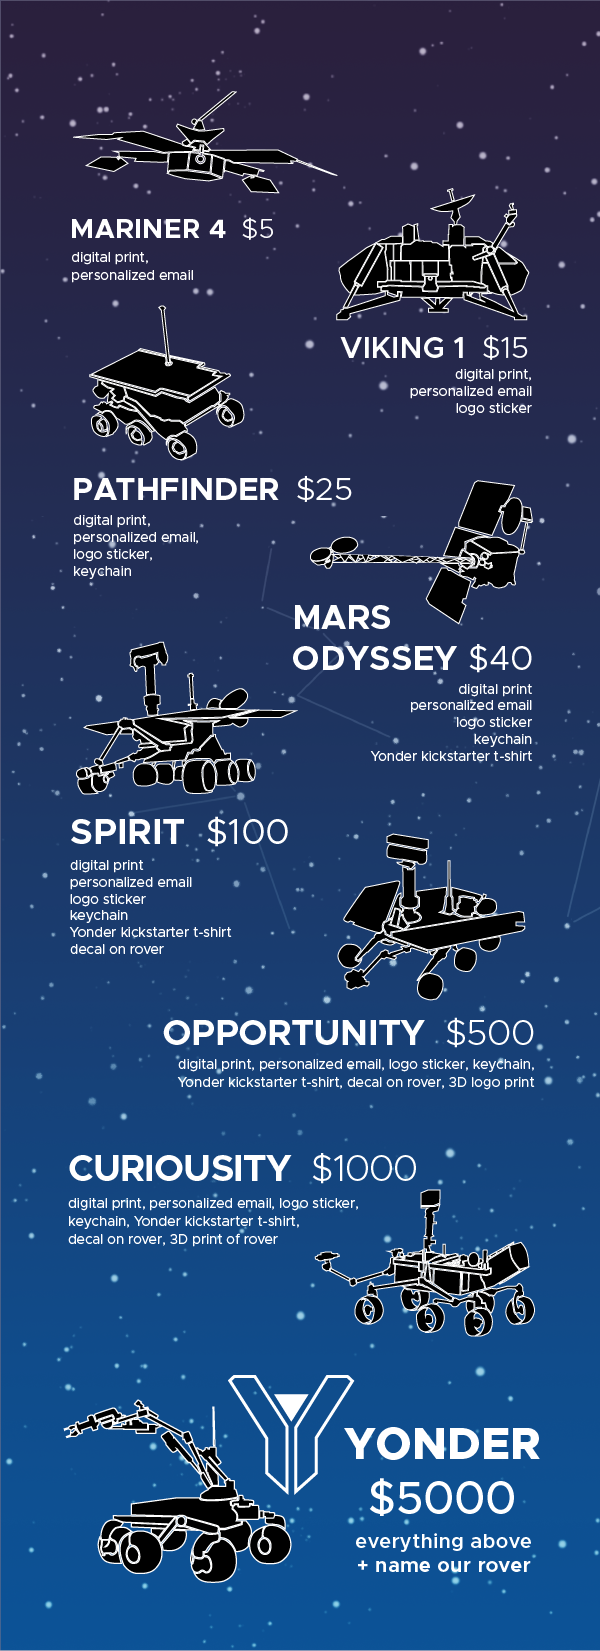 MARINER 4 $5
digital print,
personalized email
VIKING 1 $15
digital print,
personalized email
logo sticker
PATHFINDER $25
digital print,
personalized email,
logo sticker,
keychain
MARS
ODYSSEY $40
digital print
personalized email
logo sticker
keychain
Yonder kickstarter t-shirt
SPIRIT $100
digital print
personalized email
logo sticker
keychain
Yonder kickstarter t-shirt
decal on rover
OPPORTUNITY $500
digital print, personalized email, logo sticker, keychain,
Yonder kickstarter t-shirt, decal on rover, 3D logo print
CURIOUSITY $1000
digital print, personalized email, logo sticker,
keychain, Yonder kickstarter t-shirt,
decal on rover, 3D print of rover
YONDER
$5000
everything above
+ name our rover